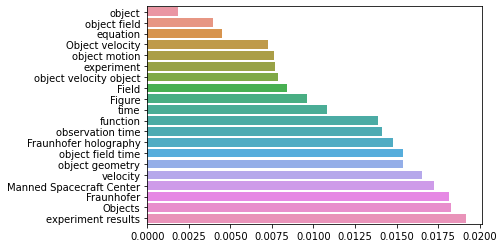 object
object field
equation
Object velocity
object motion
experiment
object velocity object
Field
Figure
time
function
observation time
Fraunhofer holography
object field time
object geometry
velocity
Manned Spacecraft Center
Fraunhofer
Objects
experiment results
0.0000 0.0025 0.0050 0.0075 0.0100 0.0125 0.0150 0.0175 0.0200